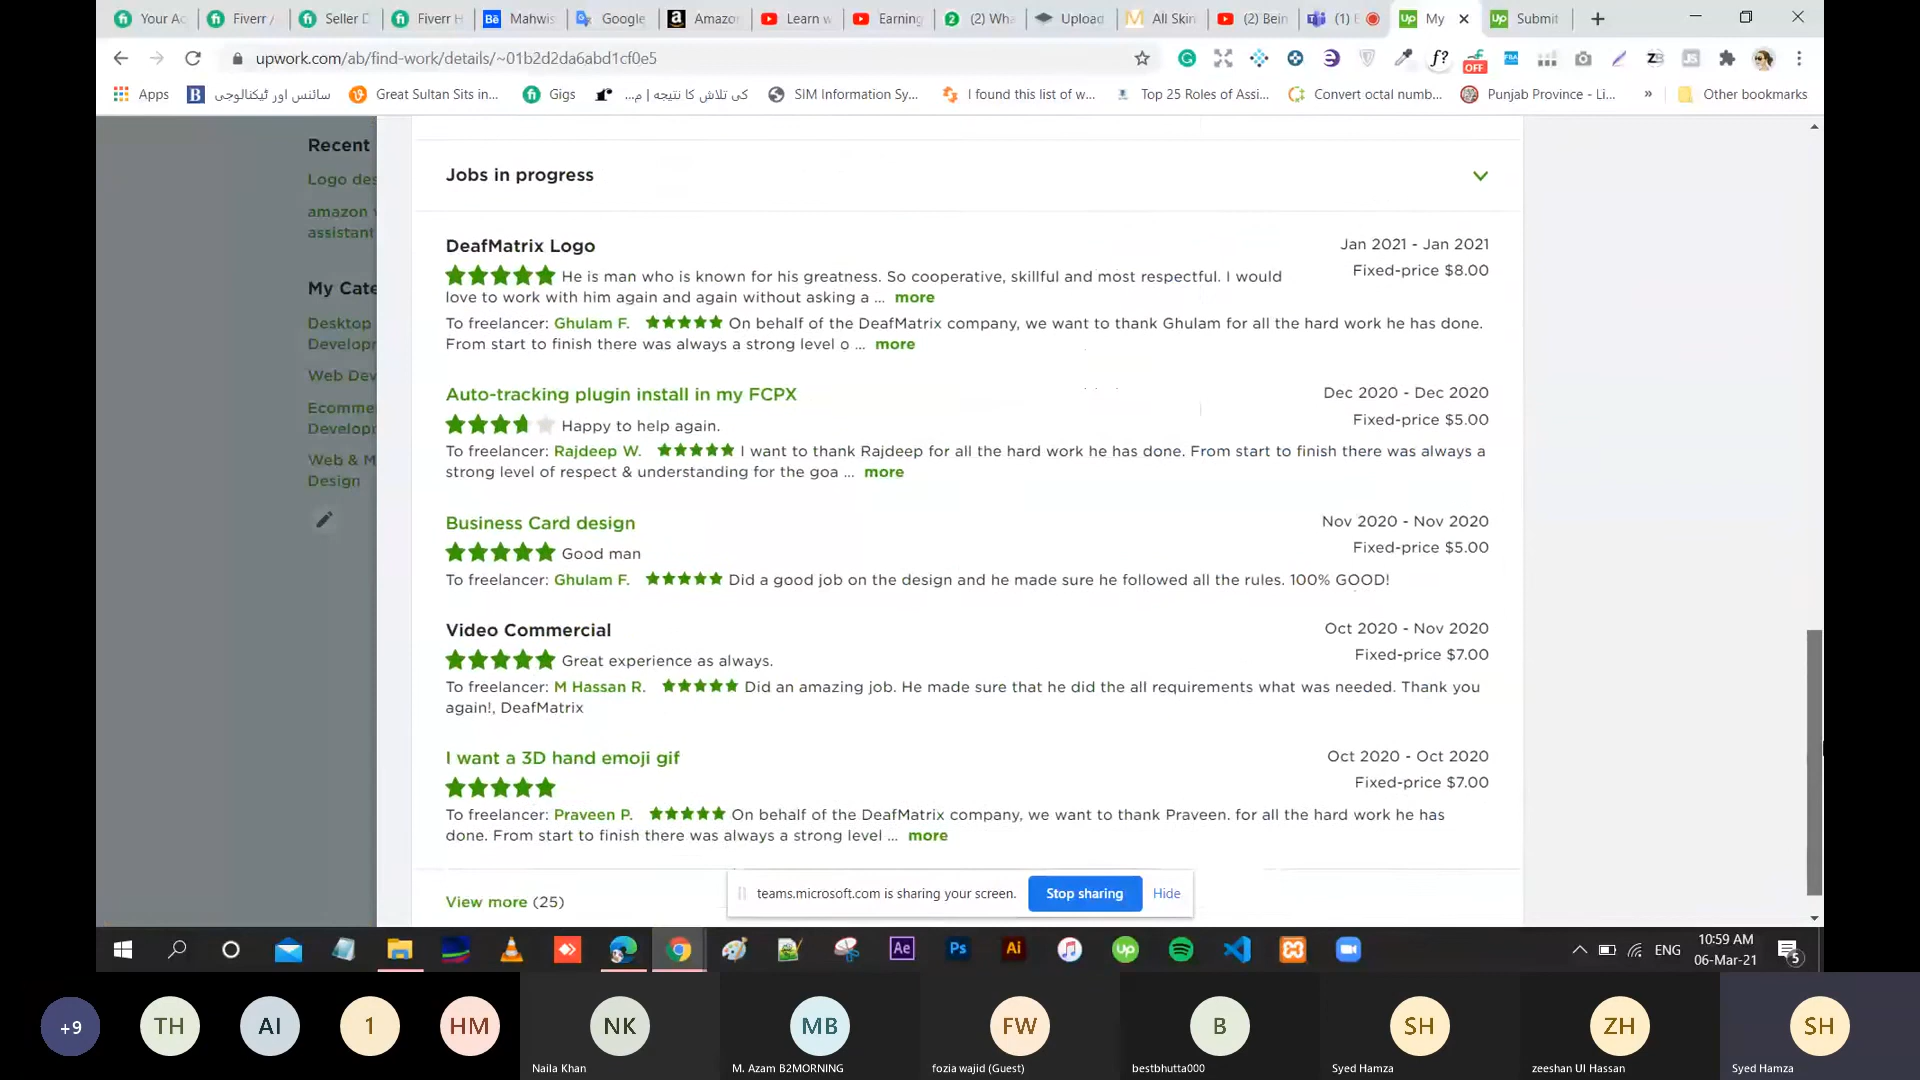 Your Ac
Fiverr /
Seller D
Fiverr H
Mahwis
Google
Amazo
Learn w
Earning
(2) Wha
Upload
All Skin
(2) Bein
(1)
My
Submit
upwork.com/ab/find-work/details/~01b2d2da6abd1cf0e5
Apps
سائنس اور ٹیکنالوجی
Great Sultan Sits in...
Gigs
کی تلاش کا نتیجہ | م...
SIM Information Sy...
I found this list of w...
Top 25 Roles of Assi...
Convert octal numb...
Punjab Province - Li...
»
Other bookmarks
Recent
Logo des
amazon v
assistant
My Cate
Desktop
Developr
Web Dev
Ecomme
Developr
Web & M
Design
Jobs in progress
DeafMatrix Logo
Jan 2021 - Jan 2021
Fixed-price $8.00
He is man who is known for his greatness. So cooperative, skillful and most respectful. I would
love to work with him again and again without asking a ... more
To freelancer: Ghulam F. On behalf of the DeafMatrix company, we want to thank Ghulam for all the hard work he has done.
From start to finish there was always a strong level o ... more
Auto-tracking plugin install in my FCPX
Dec 2020 - Dec 2020
Fixed-price $5.00
Happy to help again.
To freelancer: Rajdeep W. I want to thank Rajdeep for all the hard work he has done. From start to finish there was always a
strong level of respect & understanding for the goa ... more
Business Card design
Nov 2020 - Nov 2020
Fixed-price $5.00
Good man
To freelancer: Ghulam F. Did a good job on the design and he made sure he followed all the rules. 100% GOOD!
Video Commercial
Oct 2020 - Nov 2020
Fixed-price $7.00
Great experience as always.
To freelancer: M Hassan R. Did an amazing job. He made sure that he did the all requirements what was needed. Thank you
again!, DeafMatrix
I want a 3D hand emoji gif
Oct 2020 - Oct 2020
Fixed-price $7.00
To freelancer: Praveen P. On behalf of the DeafMatrix company, we want to thank Praveen. for all the hard work he has
done. From start to finish there was always a strong level ... more
View more (25)
teams.microsoft.com is sharing your screen.
Stop sharing
Hide
ENG
10:59 AM
06-Mar-21
5
+9
TH
AI
1
HM
NK
MB
FW
B
SH
ZH
SH
Naila Khan
M. Azam B2MORNING
fozia wajid (Guest)
bestbhutta000
Syed Hamza
zeeshan Ul Hassan
Syed Hamza